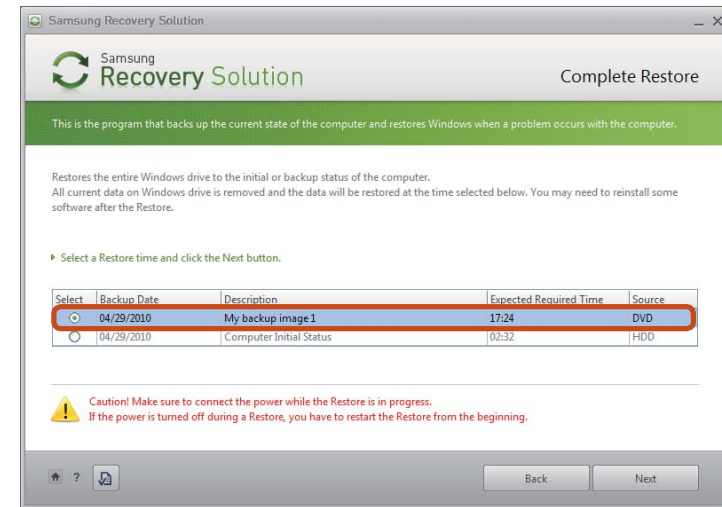 Samsung Recovery Solution
Samsung
Recovery Solution
Complete Restore
This is the program that backs up the current state of the computer and restores Windows when a problem occurs with the computer.
Restores the entire Windows drive to the initial or backup status of the computer.
All current data on Windows drive is removed and the data will be restored at the time selected below. You may need to reinstall some
software after the Restore.
Select a Restore time and click the Next button.
Select Backup Date Description Expected Required Time Source
04/29/2010 My backup image 1 17:24 DVD
04/29/2010 Computer Initial Status 02:32 HDD
Caution! Make sure to connect the power while the Restore is in progress.
If the power is turned off during a Restore, you have to restart the Restore from the beginning.
? Back Next